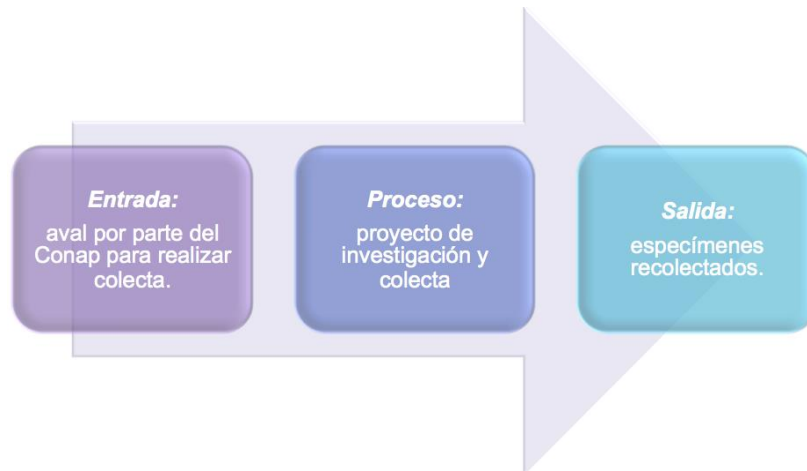 Entrada:
aval por parte del
Conap para realizar
colecta.
Proceso:
proyecto de
investigación y
colecta
Salida:
especímenes
recolectados.